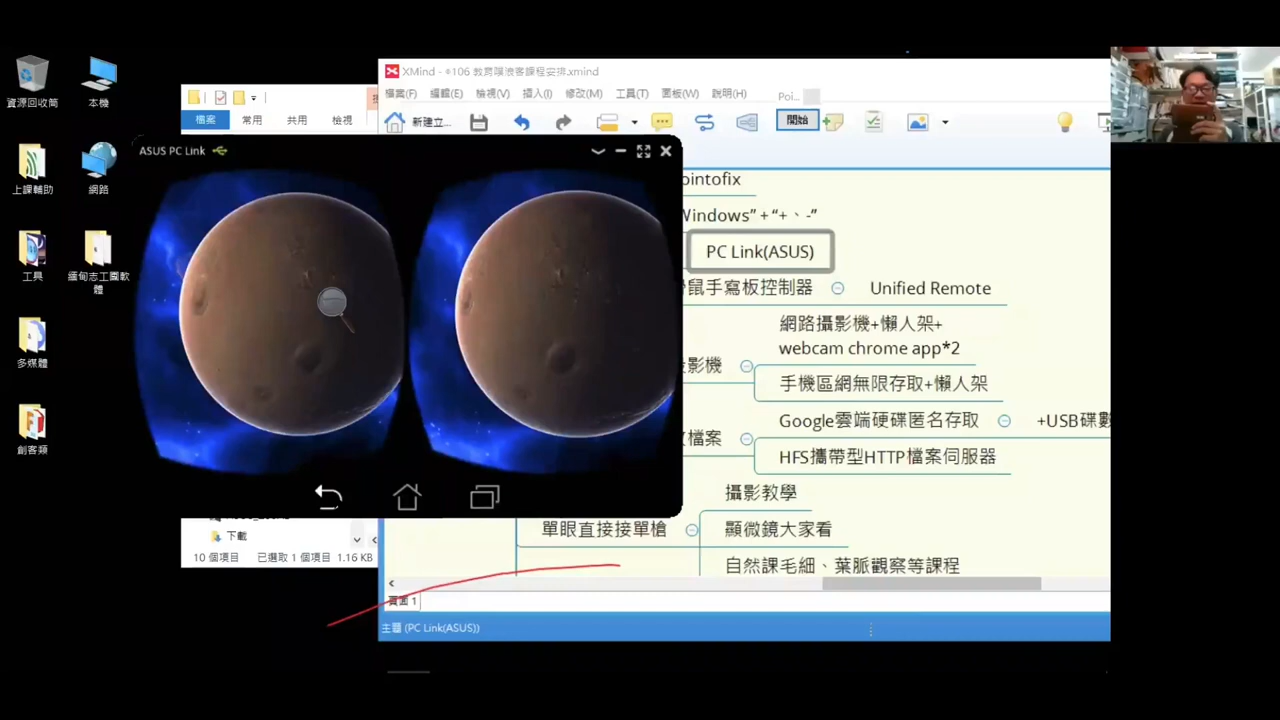 資源回收筒
本機
上課輔助
網路
工具
緬甸志工團軟
體
多媒體
創客類
檔案
常用
共用
檢視
XMind - *106 教育噗浪客課程安排.xmind
檔案(F) 編輯(E) 檢視(V) 插入(I) 修改(M) 工具(T) 面板(W) 說明(H)
Poi...
新建立...
開始
ASUS PC Link
ointofix
Windows” + “+、-”
PC Link(ASUS)
鼠手寫板控制器
Unified Remote
網路攝影機+懶人架+
webcam chrome app*2
影機
手機區網無限存取+懶人架
Google雲端硬碟匿名存取
+USB碟數
檔案
HFS攜帶型HTTP檔案伺服器
攝影教學
單眼直接接單槍
顯微鏡大家看
自然課毛細、葉脈觀察等課程
下載
10 個項目 已選取 1 個項目 1.16 KB
頁面 1
主題 (PC Link(ASUS))